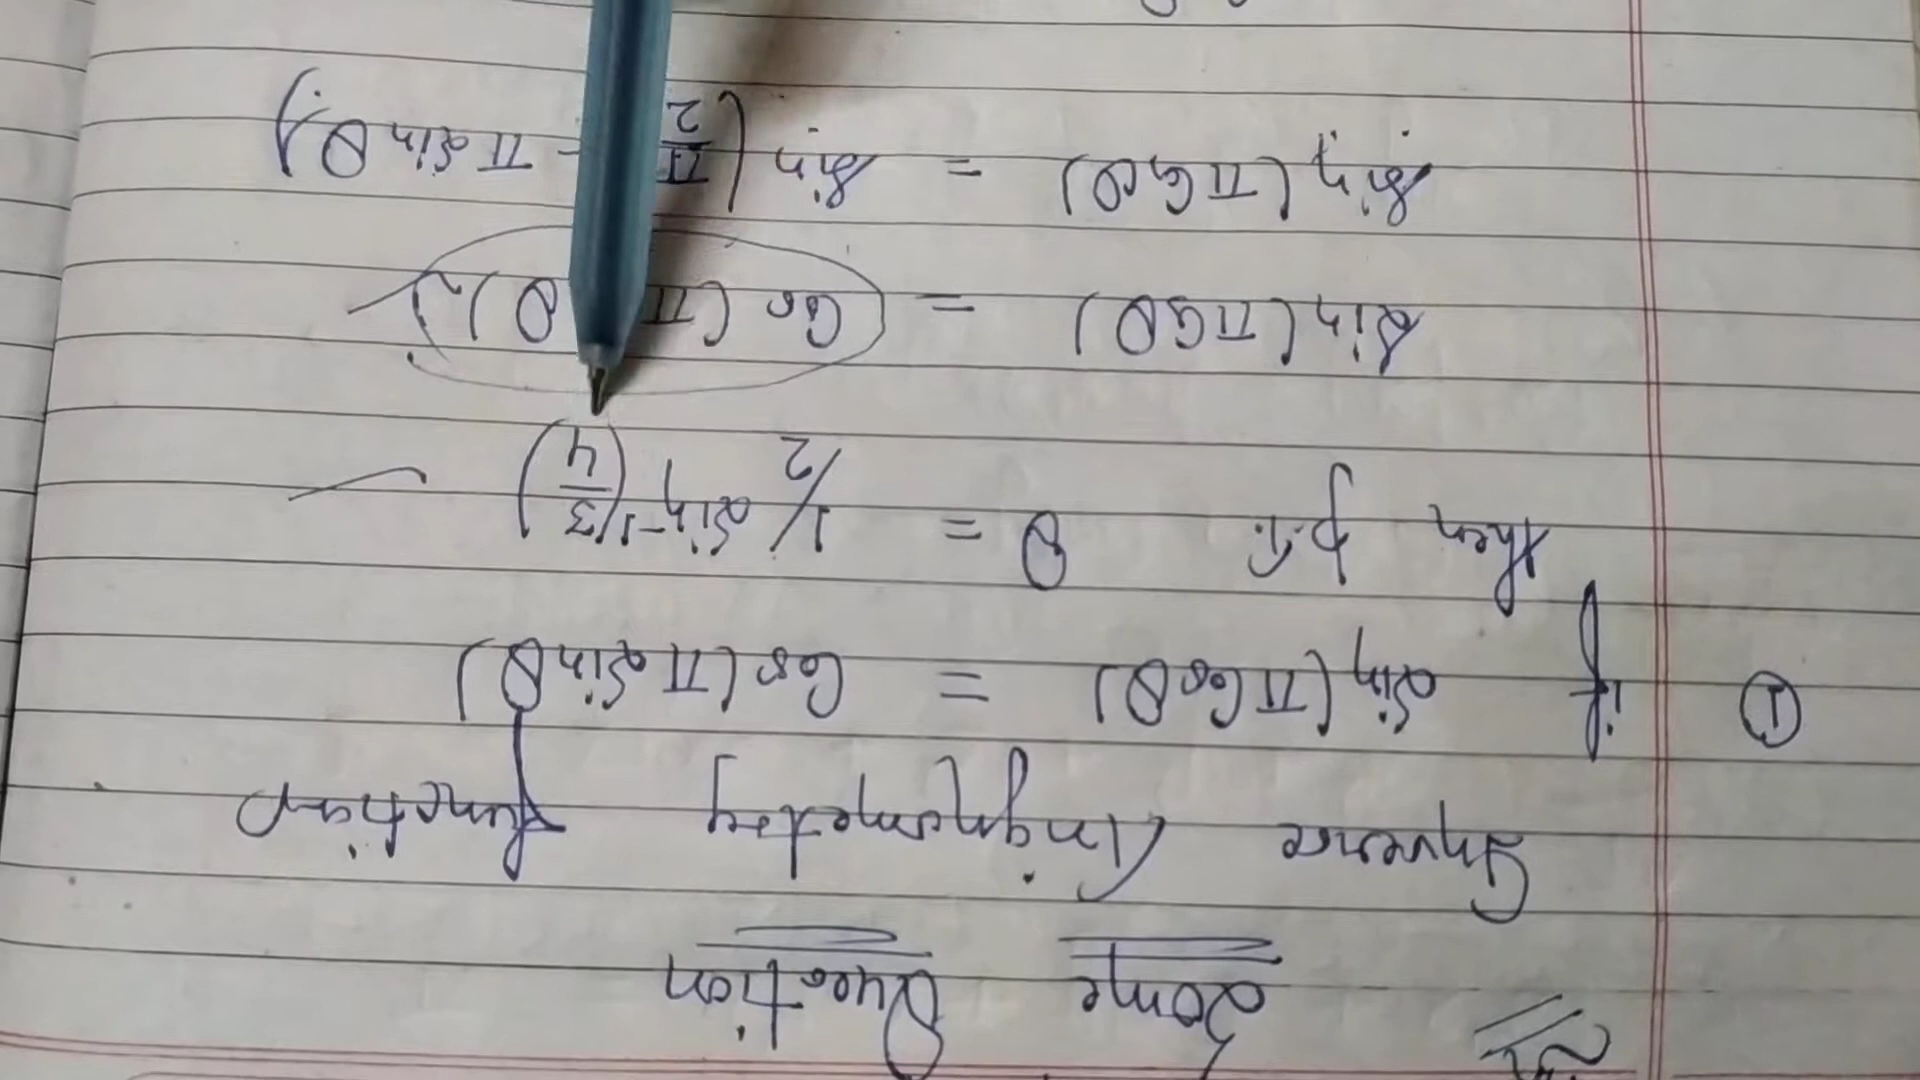 Some Question
Inverse Trignometry function
① if sin(π Cos θ) = Cos(π sin θ)
then p.t. θ = 1/2 sin⁻¹(3/4)
sin(π Cos θ) = Cos(π θ)
sin(π Cos θ) = sin(π/2 - π sin θ)